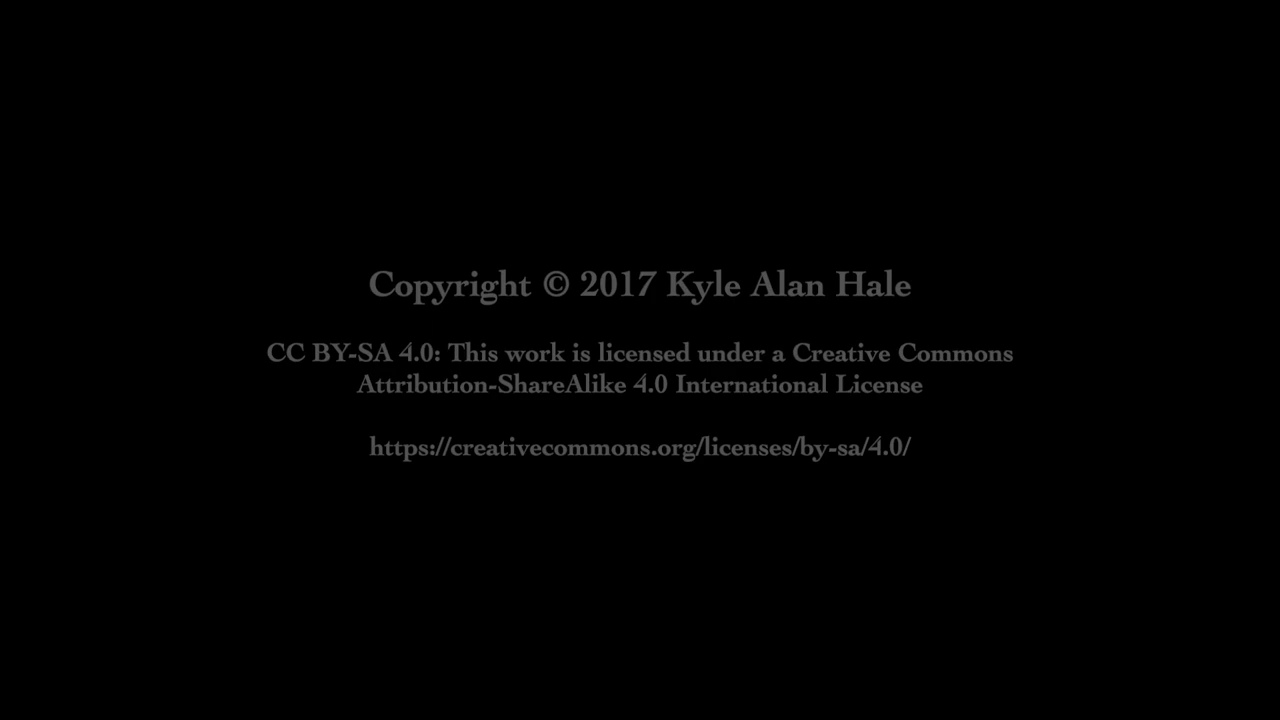 Copyright © 2017 Kyle Alan Hale
CC BY-SA 4.0: This work is licensed under a Creative Commons
Attribution-ShareAlike 4.0 International License
https://creativecommons.org/licenses/by-sa/4.0/